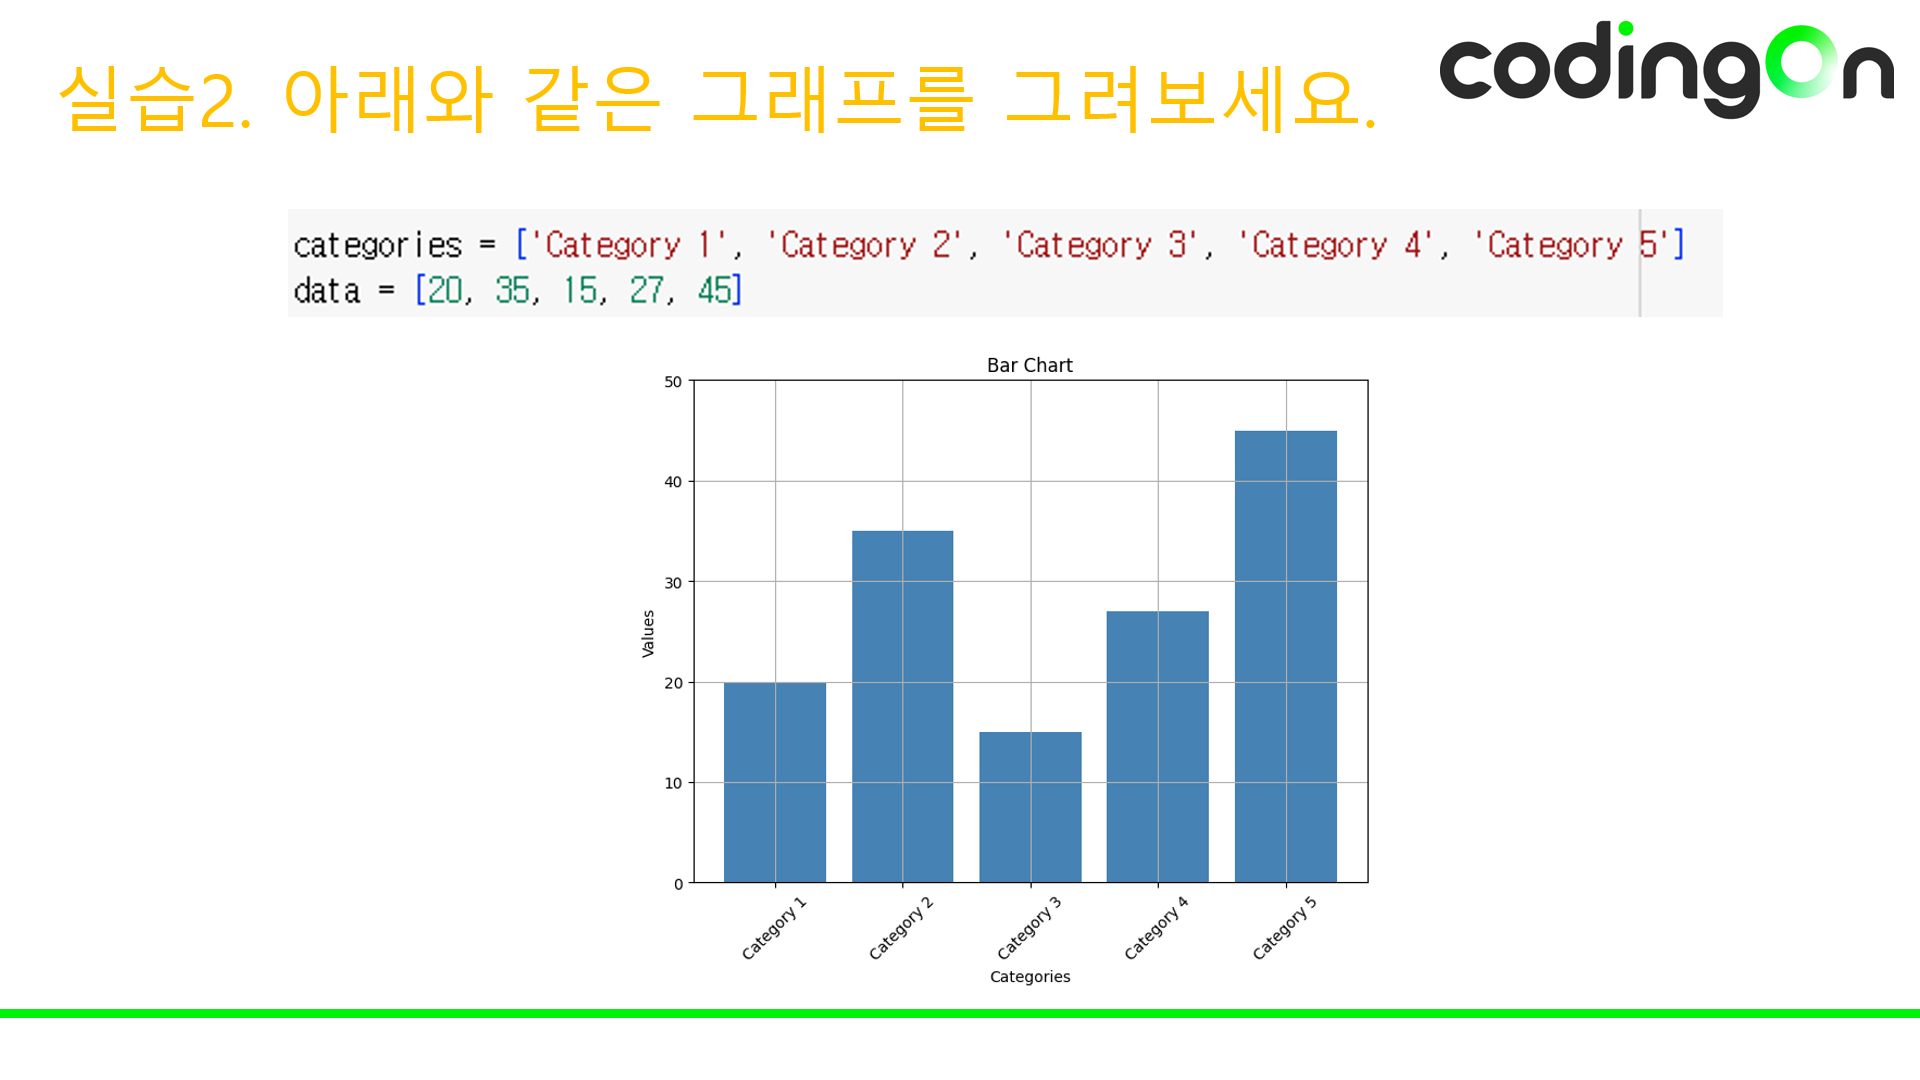 실습2. 아래와 같은 그래프를 그려보세요.
codingOn
categories = ['Category 1', 'Category 2', 'Category 3', 'Category 4', 'Category 5']
data = [20, 35, 15, 27, 45]
Bar Chart
50
40
30
20
10
0
Values
Category 1
Category 2
Category 3
Category 4
Category 5
Categories